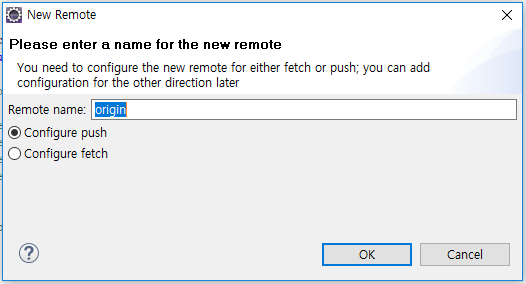 New Remote
Please enter a name for the new remote
You need to configure the new remote for either fetch or push; you can add
configuration for the other direction later
Remote name: origin
Configure push
Configure fetch
?
OK
Cancel